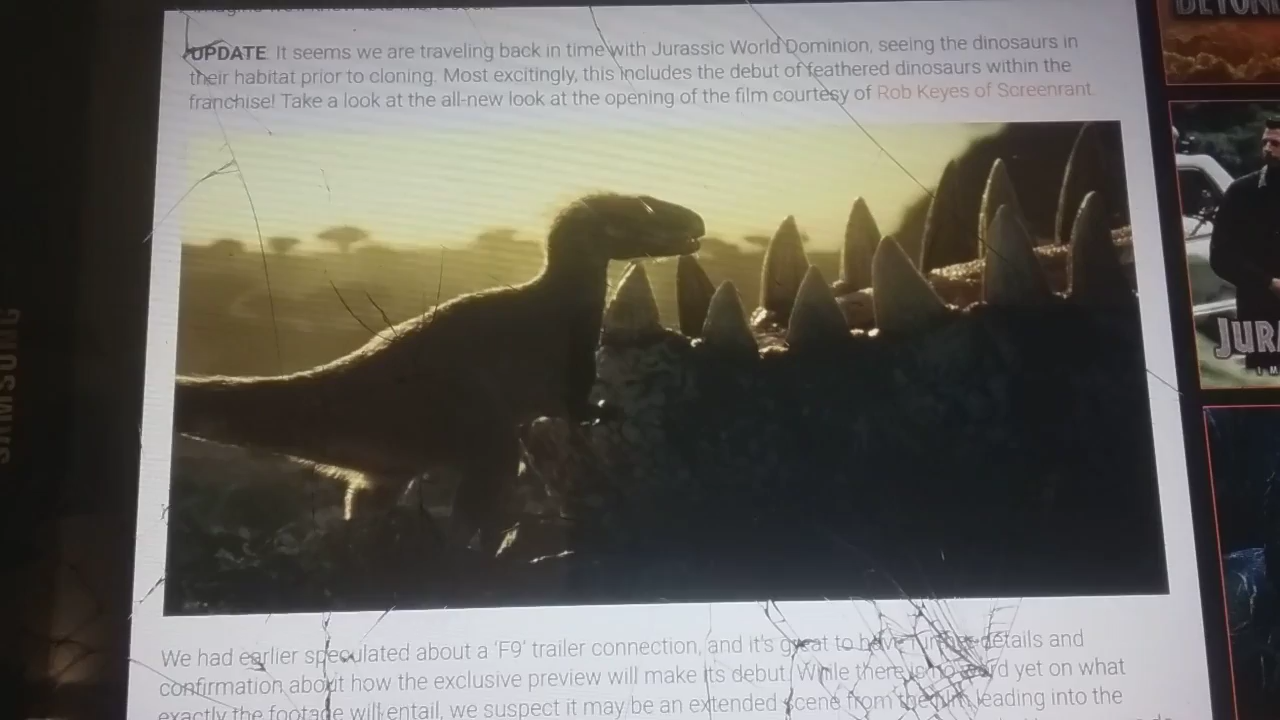 UPDATE: It seems we are traveling back in time with Jurassic World Dominion, seeing the dinosaurs in
their habitat prior to cloning. Most excitingly, this includes the debut of feathered dinosaurs within the
franchise! Take a look at the all-new look at the opening of the film courtesy of Rob Keyes of Screenrant.
We had earlier speculated about a 'F9' trailer connection, and it's great to have details and
confirmation about how the exclusive preview will make its debut. While there yet on what
exactly the footage will entail, we suspect it may be an extended scene from leading into the
SAMSUNG
BEYOND
JUR